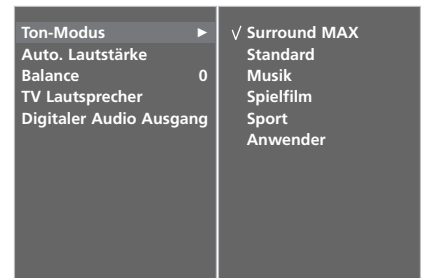 Ton-Modus ►
Auto. Lautstärke
Balance 0
TV Lautsprecher
Digitaler Audio Ausgang
√ Surround MAX
Standard
Musik
Spielfilm
Sport
Anwender